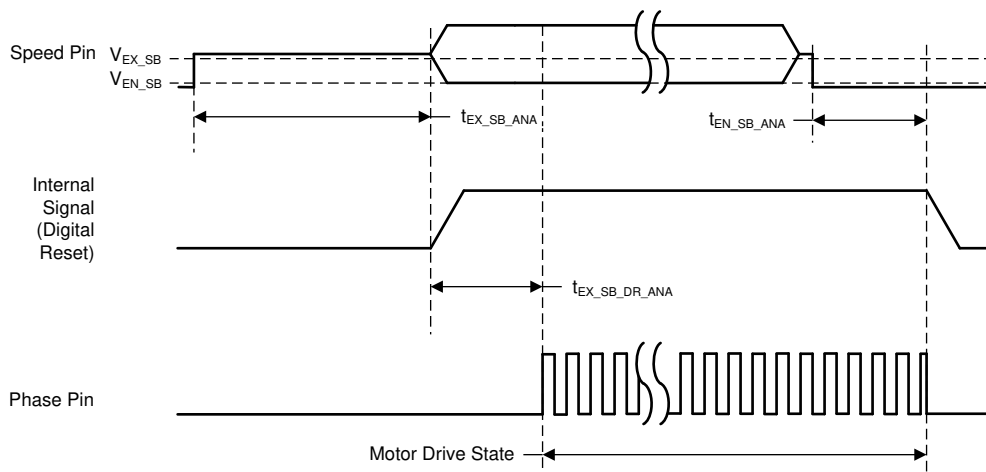 Speed Pin
V_EX_SB
V_EN_SB
t_EX_SB_ANA
t_EN_SB_ANA
Internal
Signal
(Digital
Reset)
t_EX_SB_DR_ANA
Phase Pin
Motor Drive State